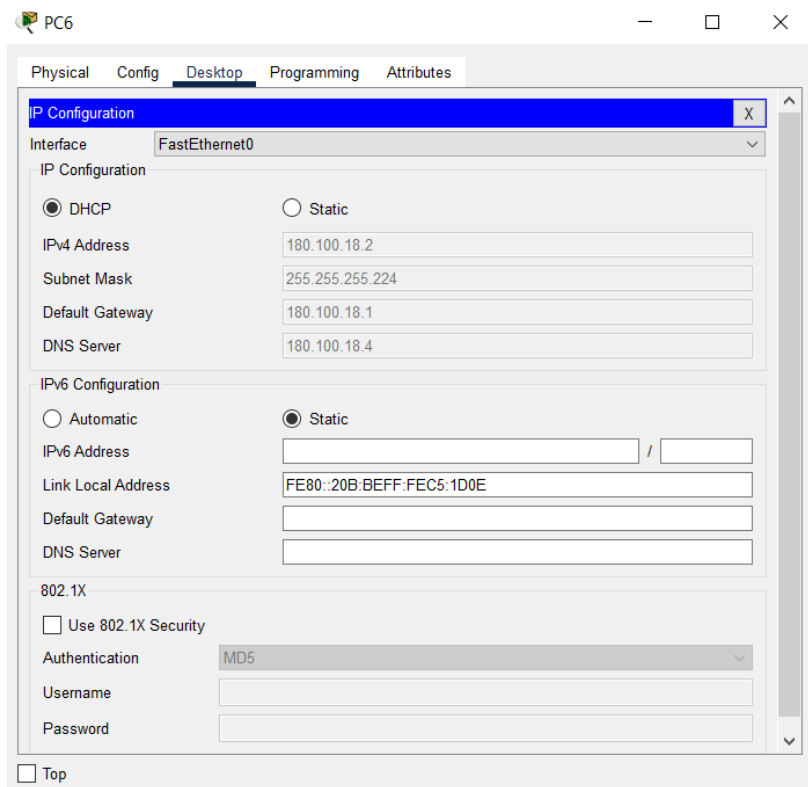 PC6
Physical Config Desktop Programming Attributes
IP Configuration X
Interface FastEthernet0
IP Configuration
DHCP Static
IPv4 Address 180.100.18.2
Subnet Mask 255.255.255.224
Default Gateway 180.100.18.1
DNS Server 180.100.18.4
IPv6 Configuration
Automatic Static
IPv6 Address /
Link Local Address FE80::20B:BEFF:FEC5:1D0E
Default Gateway
DNS Server
802.1X
Use 802.1X Security
Authentication MD5
Username
Password
Top